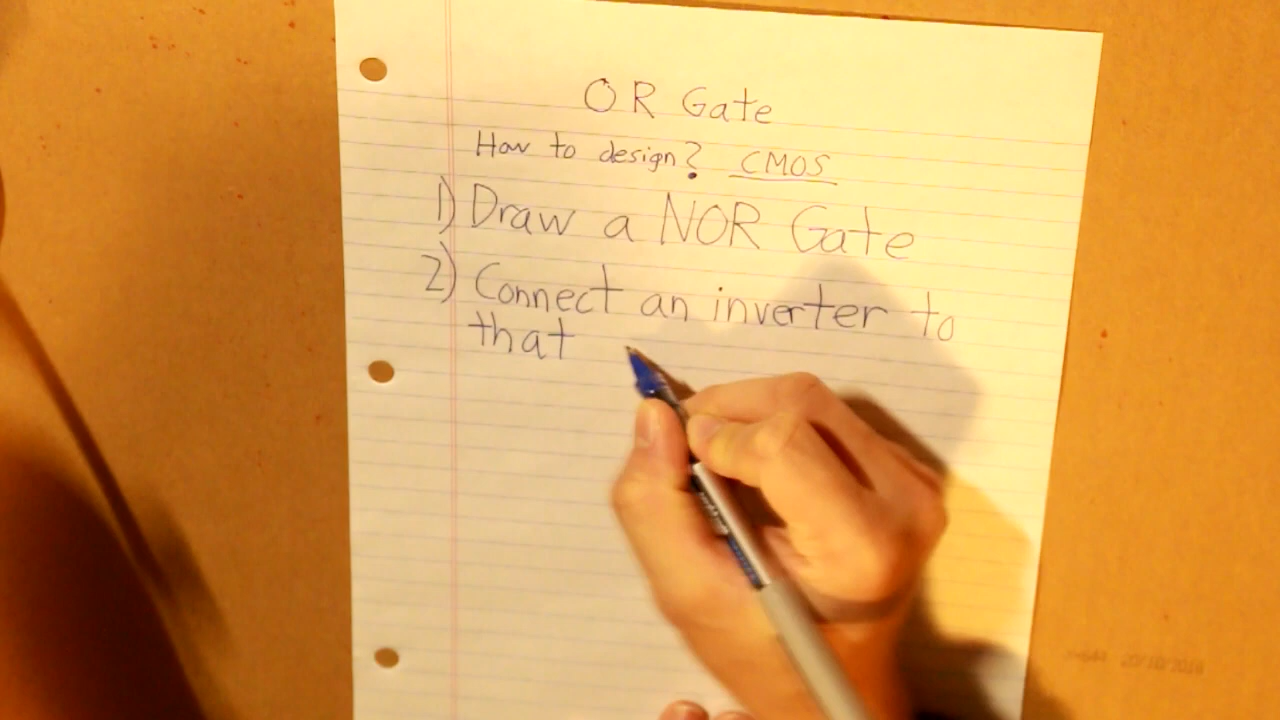 OR Gate
How to design? CMOS
1) Draw a NOR Gate
2) Connect an inverter to
that